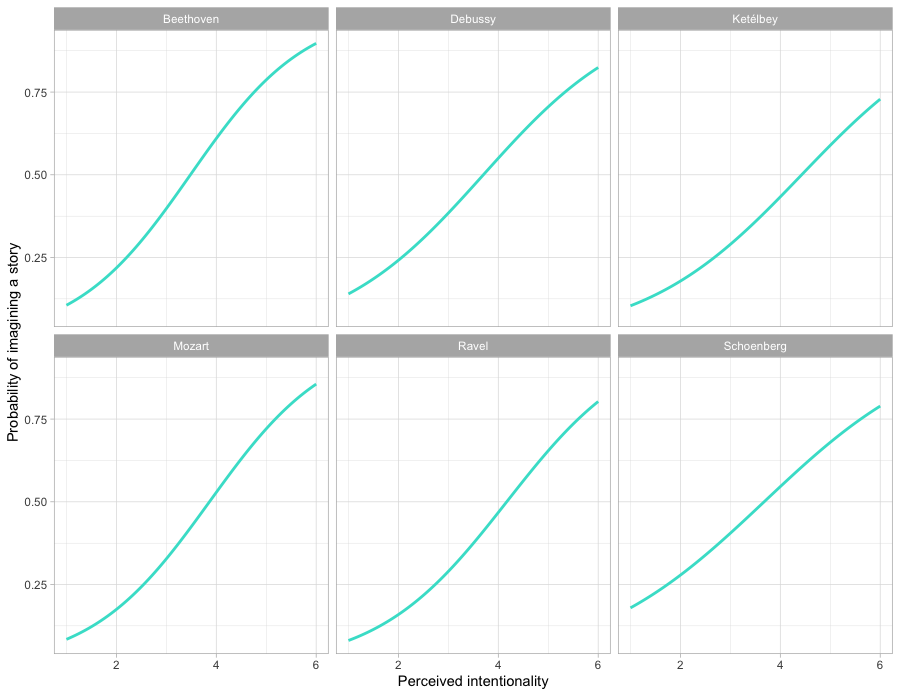 Beethoven
Debussy
Ketélbey
0.75
0.50
0.25
Mozart
Ravel
Schoenberg
0.75
0.50
0.25
2
4
6
2
4
6
2
4
6
Perceived intentionality
Probability of imagining a story